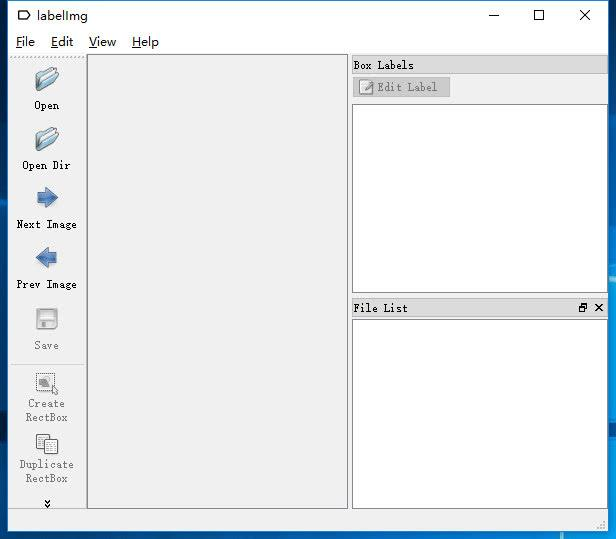 labelImg
File Edit View Help
Open
Open Dir
Next Image
Prev Image
Save
Create
RectBox
Duplicate
RectBox
Box Labels
Edit Label
File List